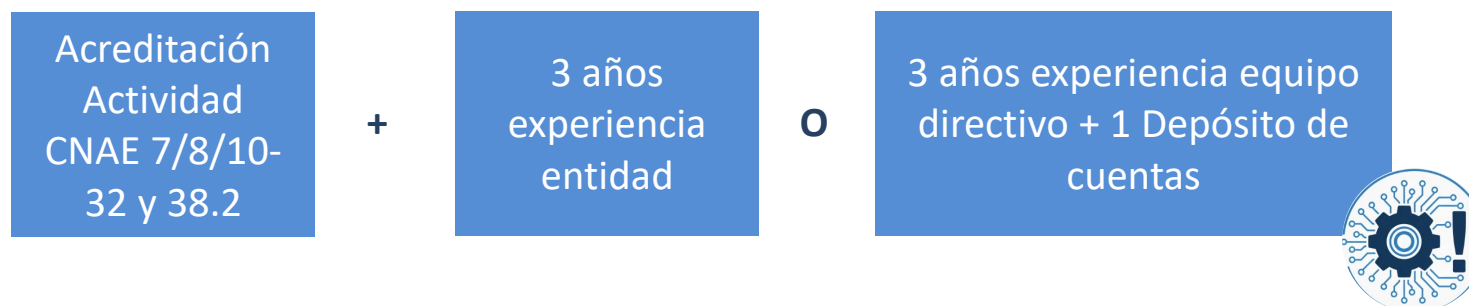 Acreditación
Actividad
CNAE 7/8/10-
32 y 38.2
+
3 años
experiencia
entidad
O
3 años experiencia equipo
directivo + 1 Depósito de
cuentas